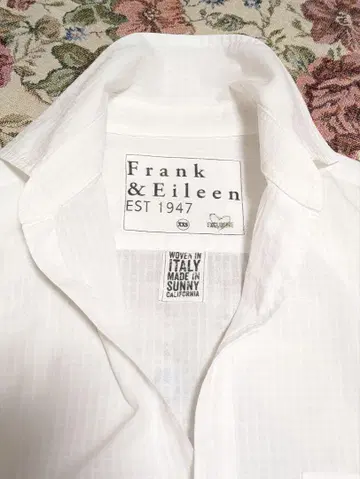 Frank
& Eileen
EST 1947
XXS
WOVEN IN
ITALY
MADE IN
SUNNY
CALIFORNIA